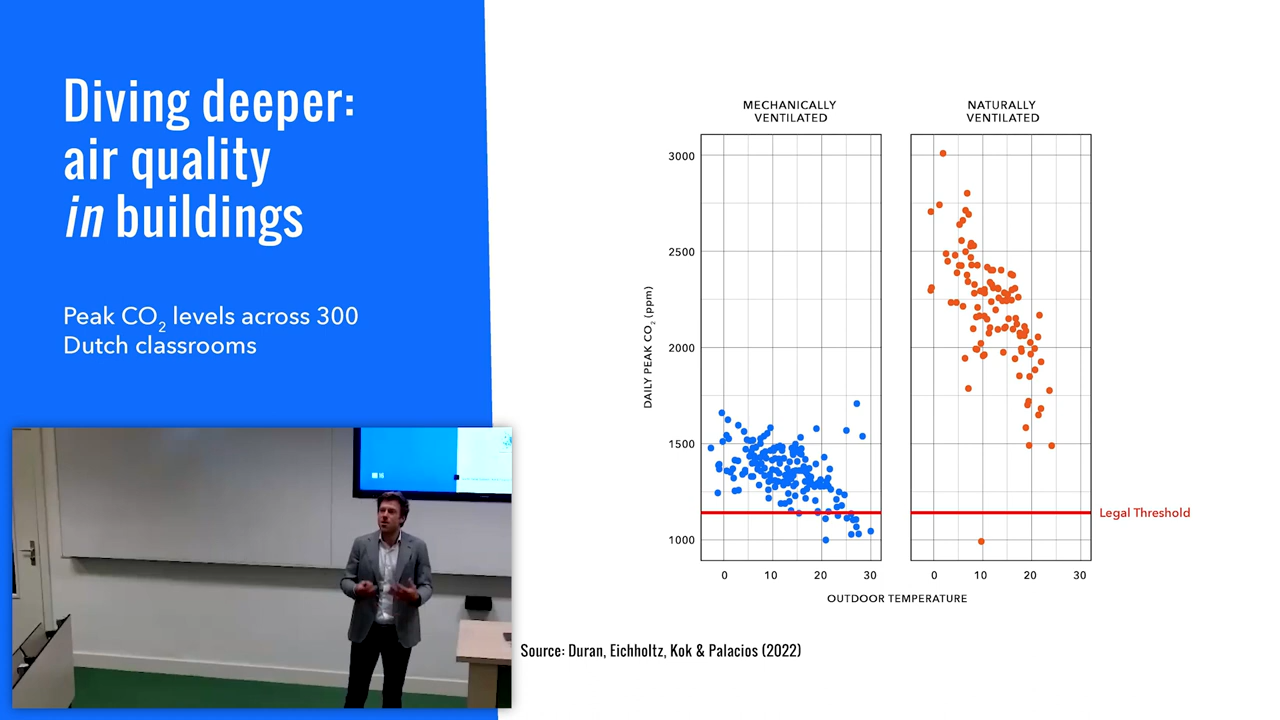 Diving deeper:
air quality
in buildings
Peak CO2 levels across 300
Dutch classrooms
MECHANICALLY
VENTILATED
NATURALLY
VENTILATED
DAILY PEAK CO2 (ppm)
3000
2500
2000
1500
1000
Legal Threshold
0 10 20 30
0 10 20 30
OUTDOOR TEMPERATURE
Source: Duran, Eichholtz, Kok & Palacios (2022)